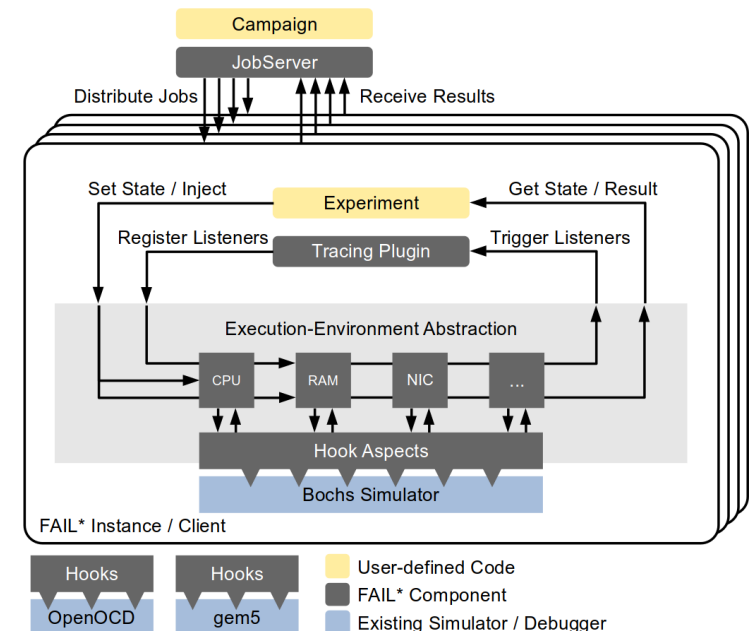 Campaign
JobServer
Distribute Jobs
Receive Results
Set State / Inject
Experiment
Get State / Result
Register Listeners
Tracing Plugin
Trigger Listeners
Execution-Environment Abstraction
CPU
RAM
NIC
...
Hook Aspects
Bochs Simulator
FAIL* Instance / Client
Hooks
Hooks
User-defined Code
FAIL* Component
OpenOCD
gem5
Existing Simulator / Debugger